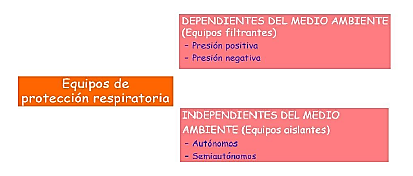 DEPENDIENTES DEL MEDIO AMBIENTE
(Equipos filtrantes)
- Presión positiva
- Presión negativa
Equipos de
protección respiratoria
INDEPENDIENTES DEL MEDIO
AMBIENTE (Equipos aislantes)
- Autónomos
- Semiautónomos